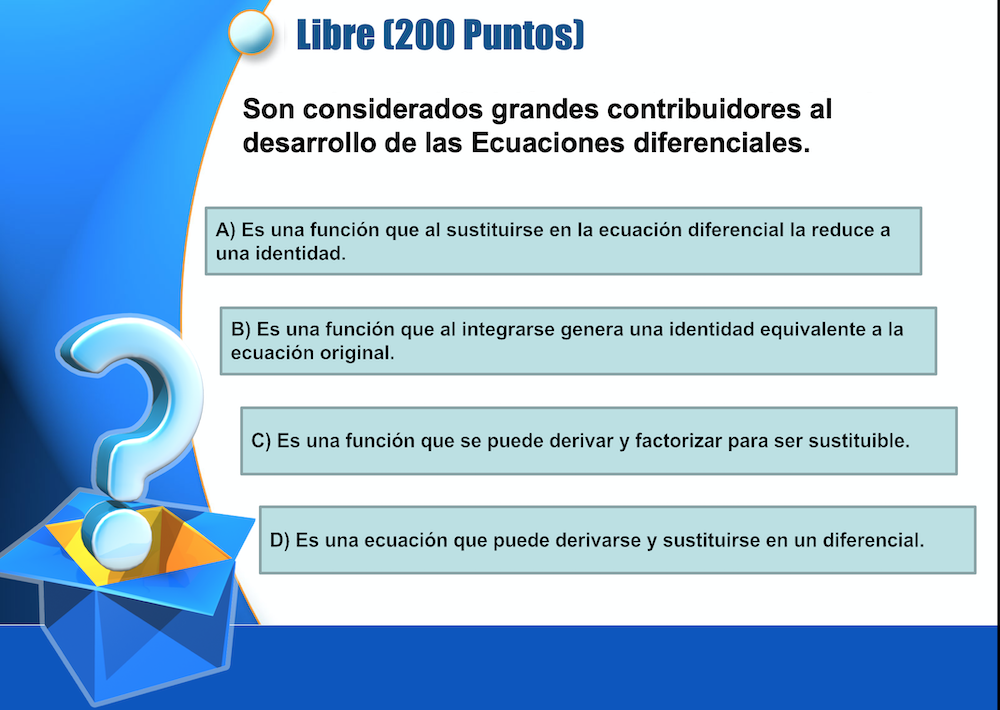 Libre (200 Puntos)
Son considerados grandes contribuidores al
desarrollo de las Ecuaciones diferenciales.
A) Es una función que al sustituirse en la ecuación diferencial la reduce a
una identidad.
B) Es una función que al integrarse genera una identidad equivalente a la
ecuación original.
C) Es una función que se puede derivar y factorizar para ser sustituible.
D) Es una ecuación que puede derivarse y sustituirse en un diferencial.